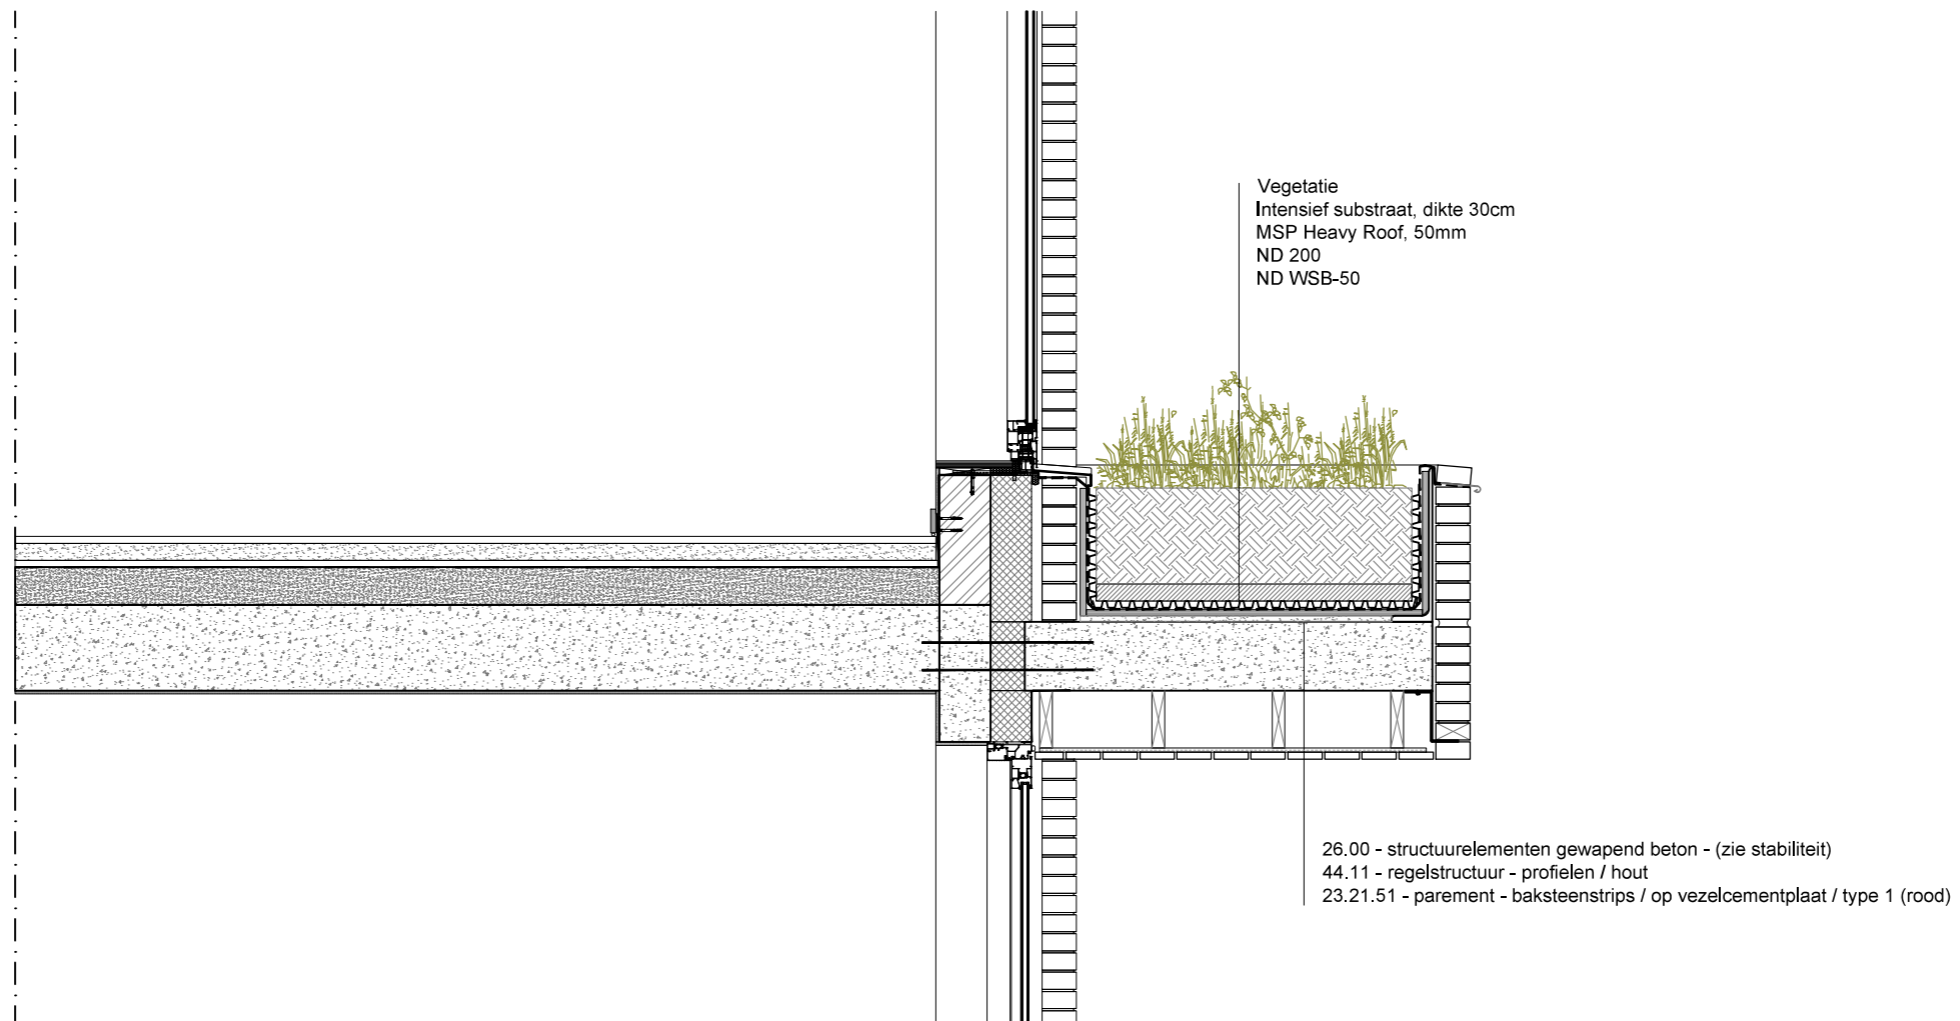 Vegetatie
Intensief substraat, dikte 30cm
MSP Heavy Roof, 50mm
ND 200
ND WSB-50
26.00 - structuurelementen gewapend beton - (zie stabiliteit)
44.11 - regelstructuur - profielen / hout
23.21.51 - parement - baksteenstrips / op vezelcementplaat / type 1 (rood)